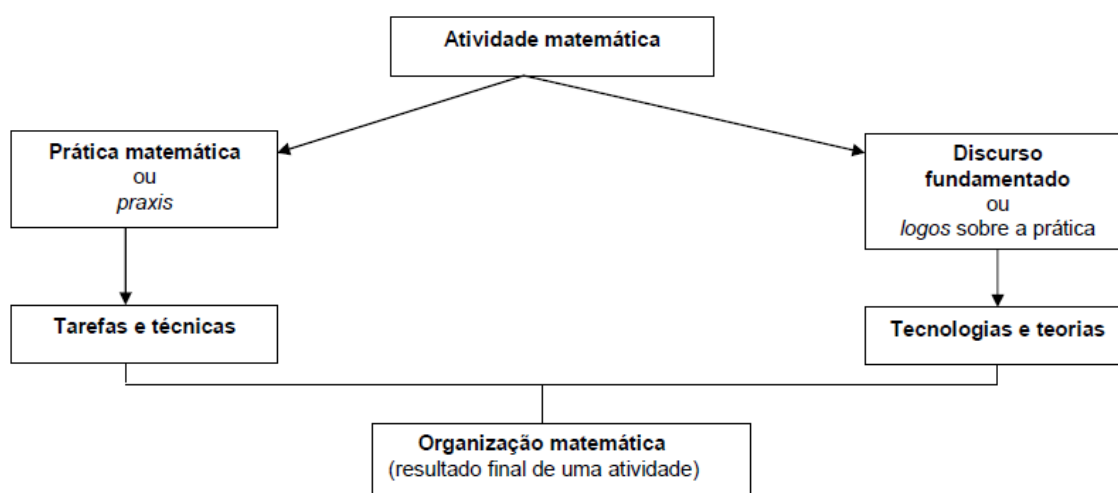 Atividade matemática
Prática matemática
ou
praxis
Discurso
fundamentado
ou
logos sobre a prática
Tarefas e técnicas
Tecnologias e teorias
Organização matemática
(resultado final de uma atividade)